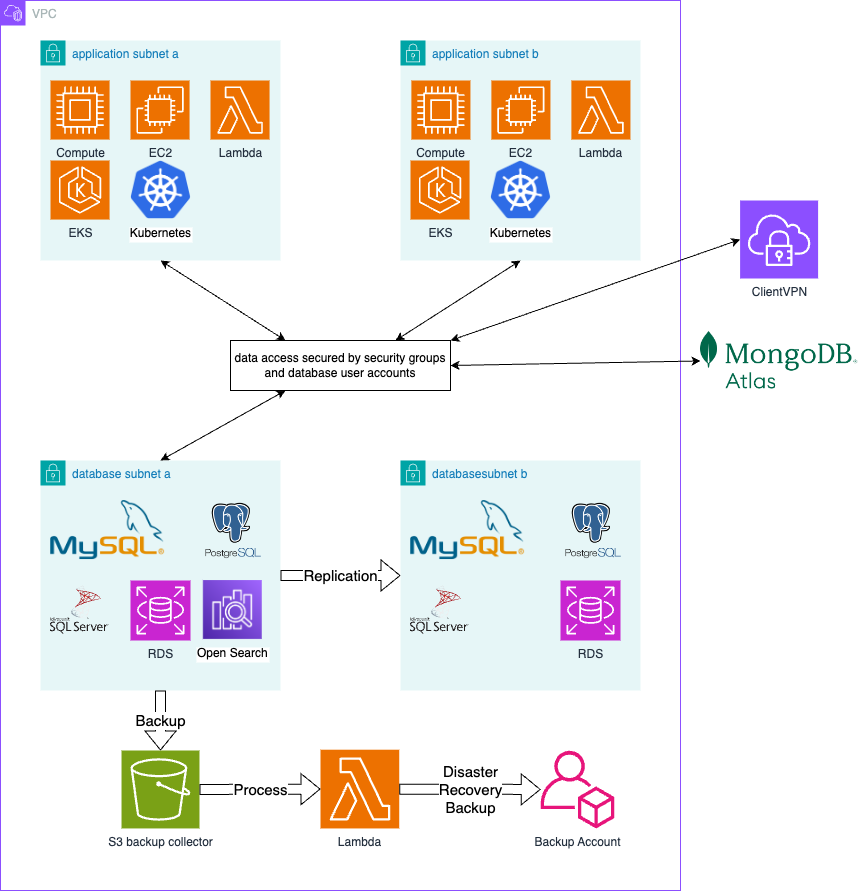 VPC
application subnet a
application subnet b
Compute
EC2
Lambda
Compute
EC2
Lambda
K
K
EKS
Kubernetes
EKS
Kubernetes
ClientVPN
data access secured by security groups
and database user accounts
MongoDB.
Atlas
database subnet a
databasesubnet b
MySQL®
PostgreSQL
MySQL®
PostgreSQL
Replication
Microsoft
SQL Server
Microsoft
SQL Server
RDS
Open Search
RDS
Backup
Process
Disaster
Recovery
Backup
S3 backup collector
Lambda
Backup Account